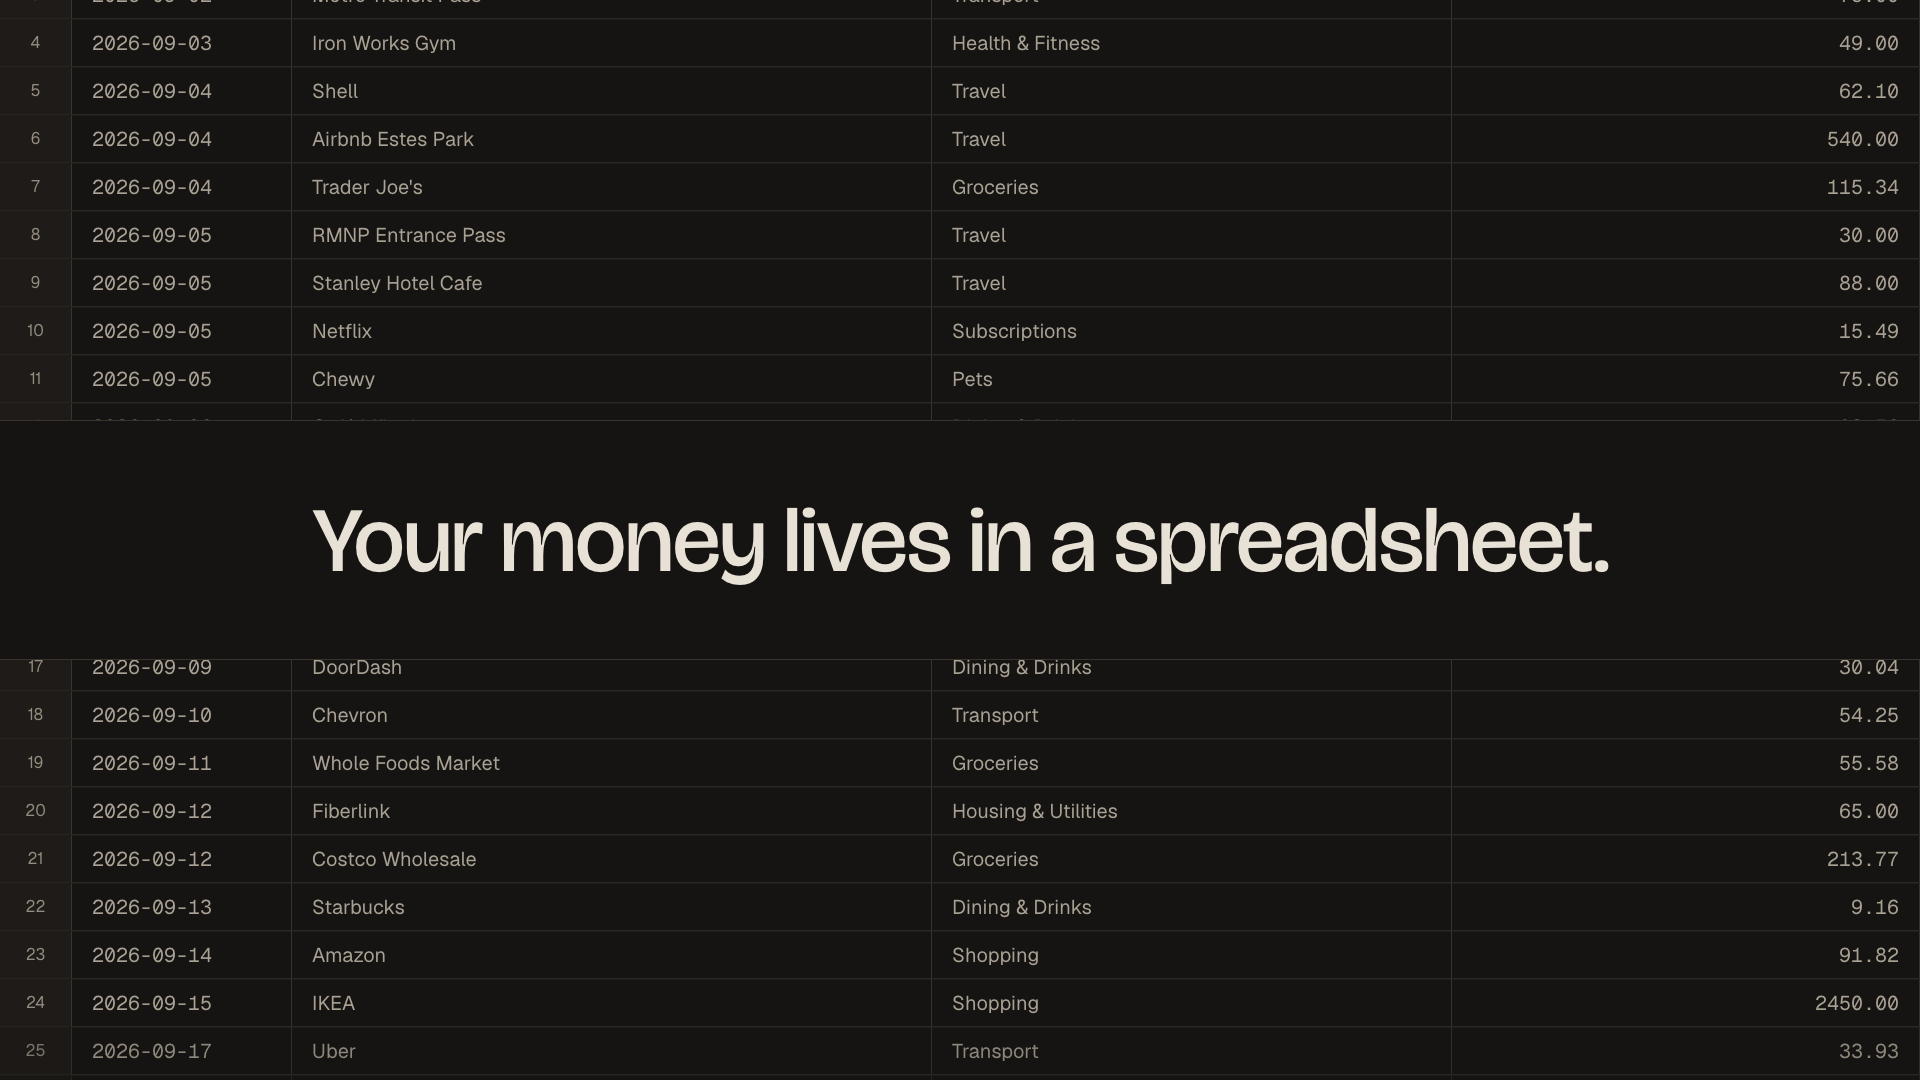 4 2026-09-03 Iron Works Gym Health & Fitness 49.00
5 2026-09-04 Shell Travel 62.10
6 2026-09-04 Airbnb Estes Park Travel 540.00
7 2026-09-04 Trader Joe's Groceries 115.34
8 2026-09-05 RMNP Entrance Pass Travel 30.00
9 2026-09-05 Stanley Hotel Cafe Travel 88.00
10 2026-09-05 Netflix Subscriptions 15.49
11 2026-09-05 Chewy Pets 75.66
Your money lives in a spreadsheet.
17 2026-09-09 DoorDash Dining & Drinks 30.04
18 2026-09-10 Chevron Transport 54.25
19 2026-09-11 Whole Foods Market Groceries 55.58
20 2026-09-12 Fiberlink Housing & Utilities 65.00
21 2026-09-12 Costco Wholesale Groceries 213.77
22 2026-09-13 Starbucks Dining & Drinks 9.16
23 2026-09-14 Amazon Shopping 91.82
24 2026-09-15 IKEA Shopping 2450.00
25 2026-09-17 Uber Transport 33.93